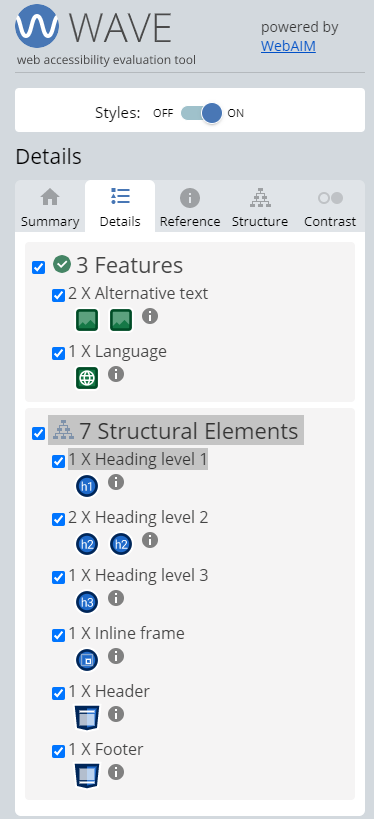 WAVE
web accessibility evaluation tool
powered by
WebAIM
Styles: OFF ON
Details
Summary Details Reference Structure Contrast
3 Features
2 X Alternative text
1 X Language
7 Structural Elements
1 X Heading level 1
h1
2 X Heading level 2
h2 h2
1 X Heading level 3
h3
1 X Inline frame
1 X Header
1 X Footer